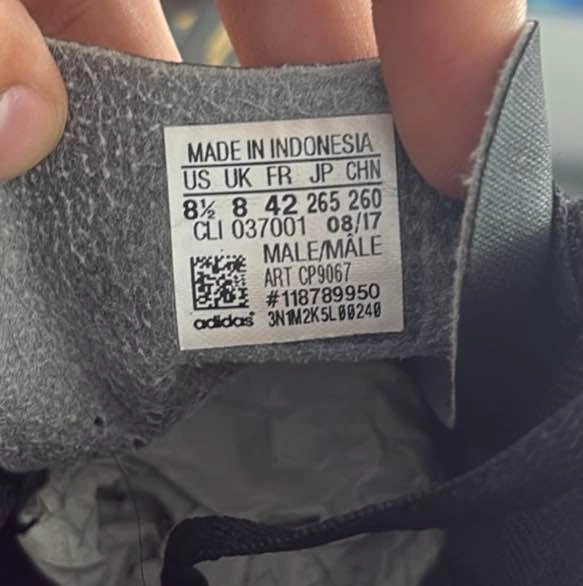 MADE IN INDONESIA
US UK FR JP CHN
8½ 8 42 265 260
CLI 037001 08/17
MALE/MÂLE
ART CP9067
#118789950
adidas® 3N1M2K5L00240